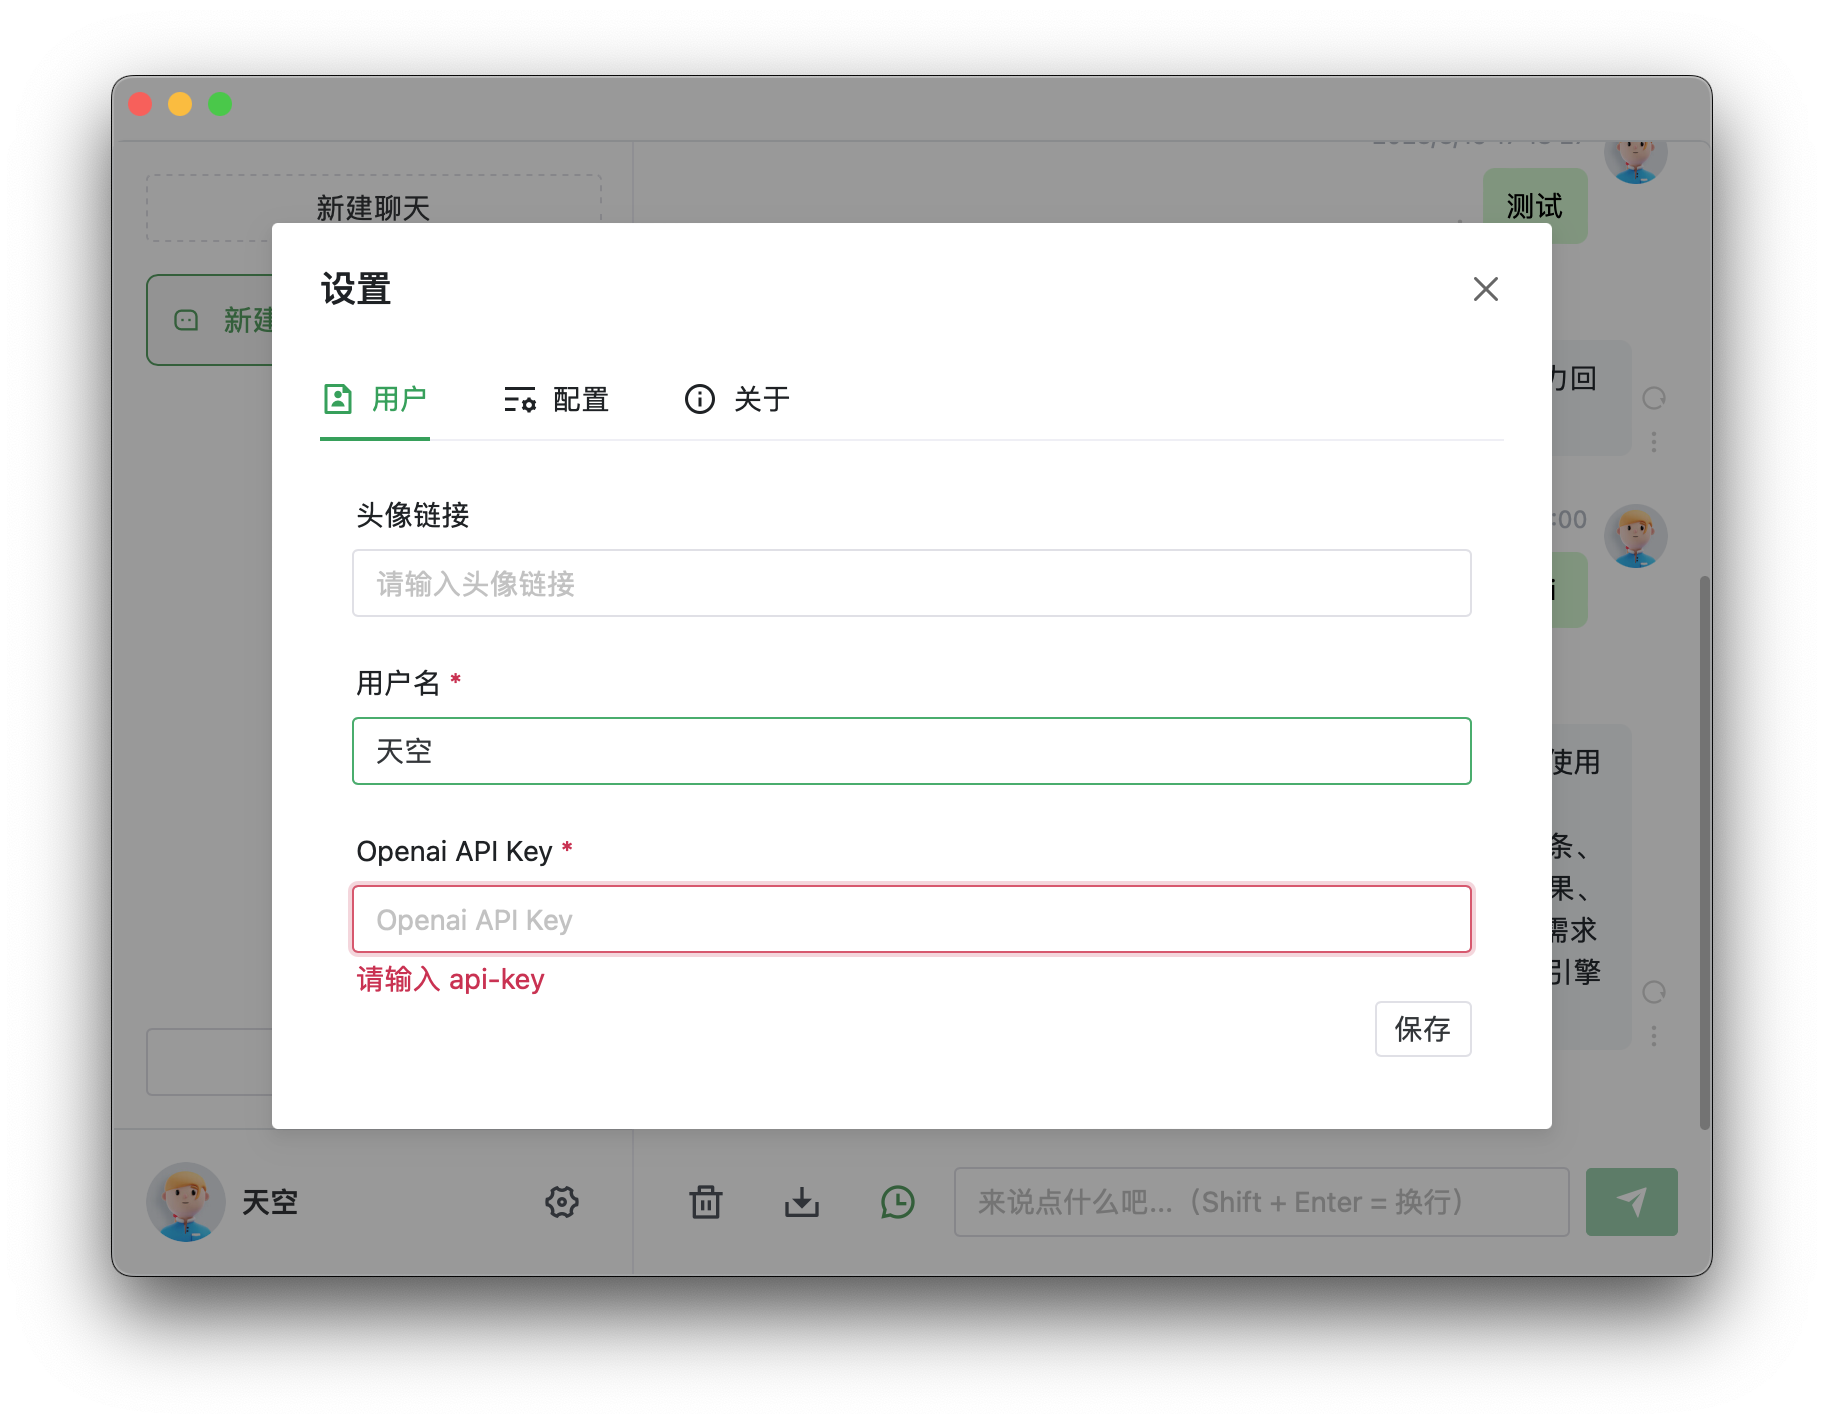 新建聊天
测试
新建
设置
用户 配置 关于
头像链接
请输入头像链接
用户名 *
天空
Openai API Key *
Openai API Key
请输入 api-key
保存
回
:00
i
使用
条、
果、
需求
引擎
天空
来说点什么吧...（Shift + Enter = 换行）